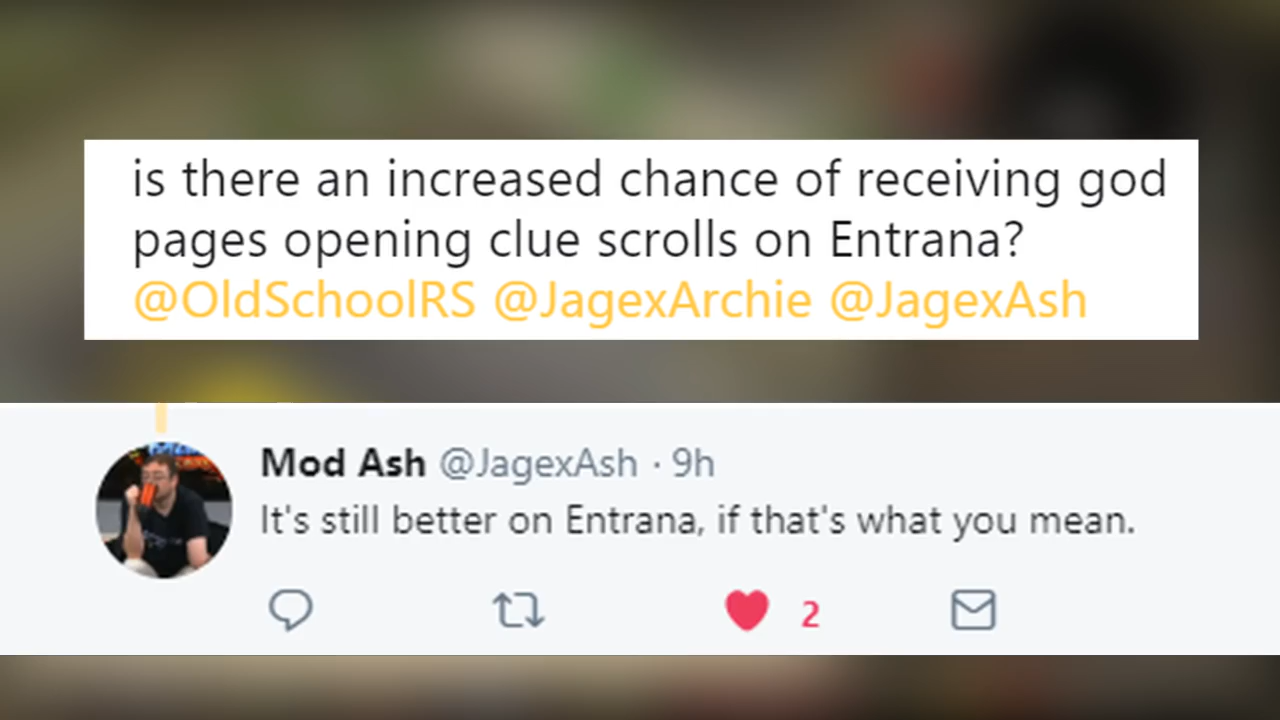 is there an increased chance of receiving god
pages opening clue scrolls on Entrana?
@OldSchoolRS @JagexArchie @JagexAsh
Mod Ash @JagexAsh · 9h
It's still better on Entrana, if that's what you mean.
2